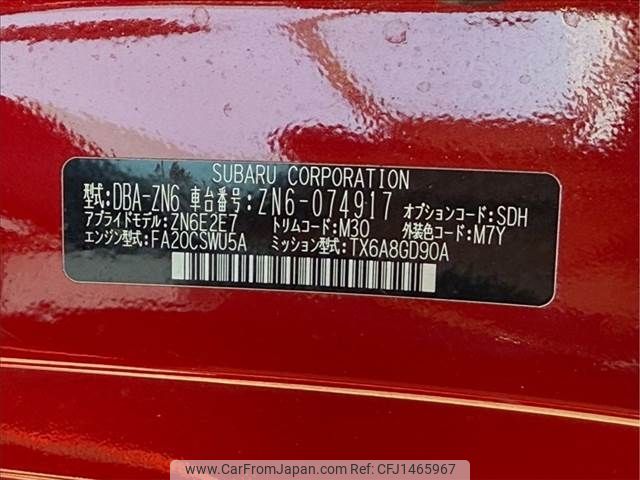 SUBARU CORPORATION
型式:DBA-ZN6 車台番号:ZN6-074917 オプションコード:SDH
アプライドモデル:ZN6E2E7 トリムコード:M30 外装色コード:M7Y
エンジン型式:FA20CSWU5A ミッション型式:TX6A8GD90A
www.CarFromJapan.com CFJ1465967